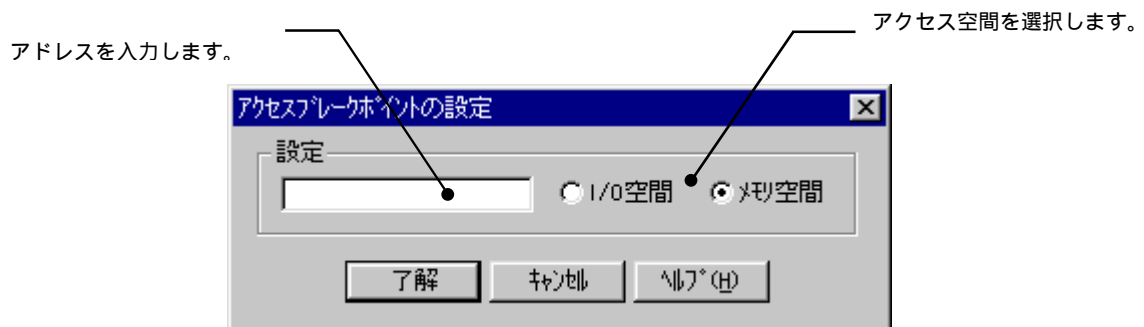 アクセス空間を選択します。
アドレスを入力します。
ｱｸｾｽﾌﾞﾚｰｸﾎﾟｲﾝﾄの設定
設定
I/O空間 ﾒﾓﾘ空間
了解 ｷｬﾝｾﾙ ﾍﾙﾌﾟ(H)